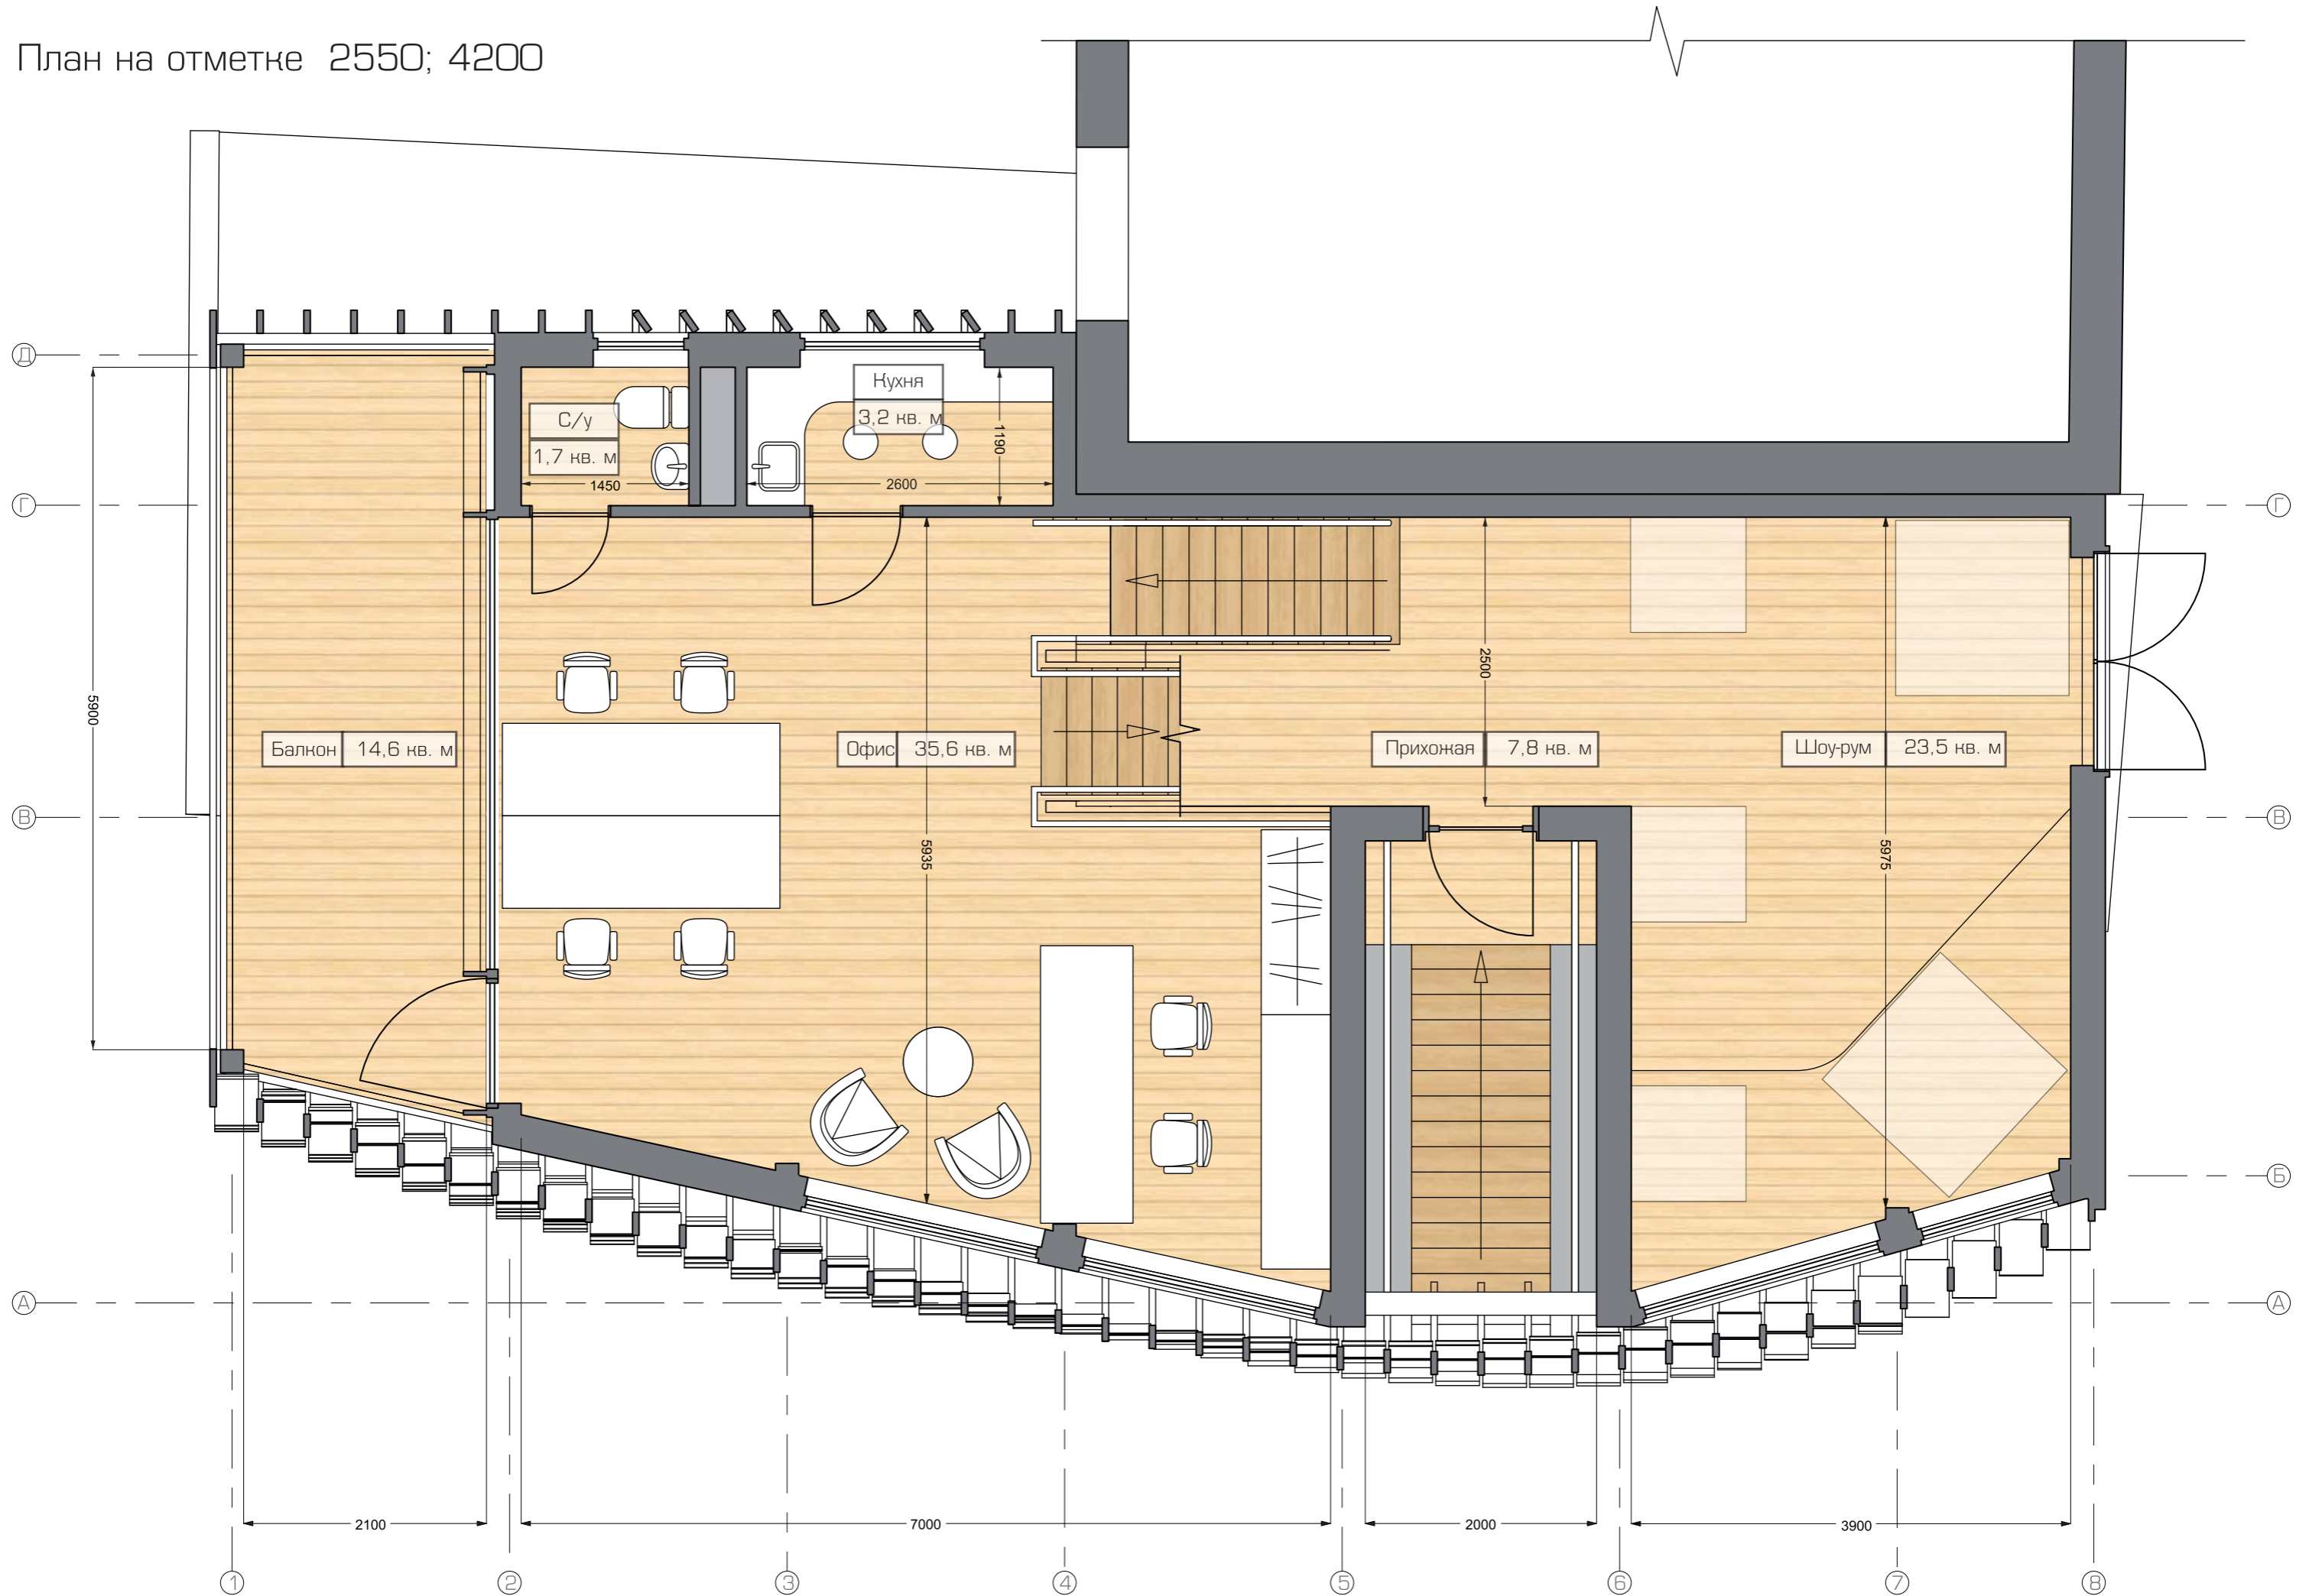 План на отметке 2550; 4200
Д
Кухня
3,2 кв. м
С/у
1,7 кв. м
1190
1450
2600
Г
Г
2500
5900
Балкон 14,6 кв. м
Офис 35,6 кв. м
Прихожая 7,8 кв. м
Шоу-рум 23,5 кв. м
В
В
5935
5975
Б
А
А
2100
7000
2000
3900
1
2
3
4
5
6
7
8